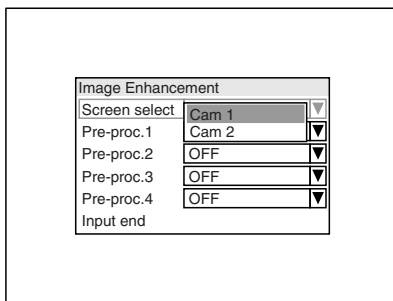 Image Enhancement
Screen select Cam 1
Pre-proc.1 Cam 2
Pre-proc.2 OFF
Pre-proc.3 OFF
Pre-proc.4 OFF
Input end